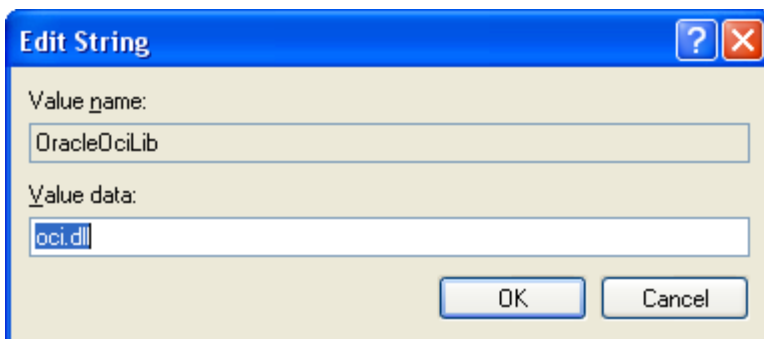 Edit String
?
Value name:
OracleOciLib
Value data:
oci.dll
OK Cancel